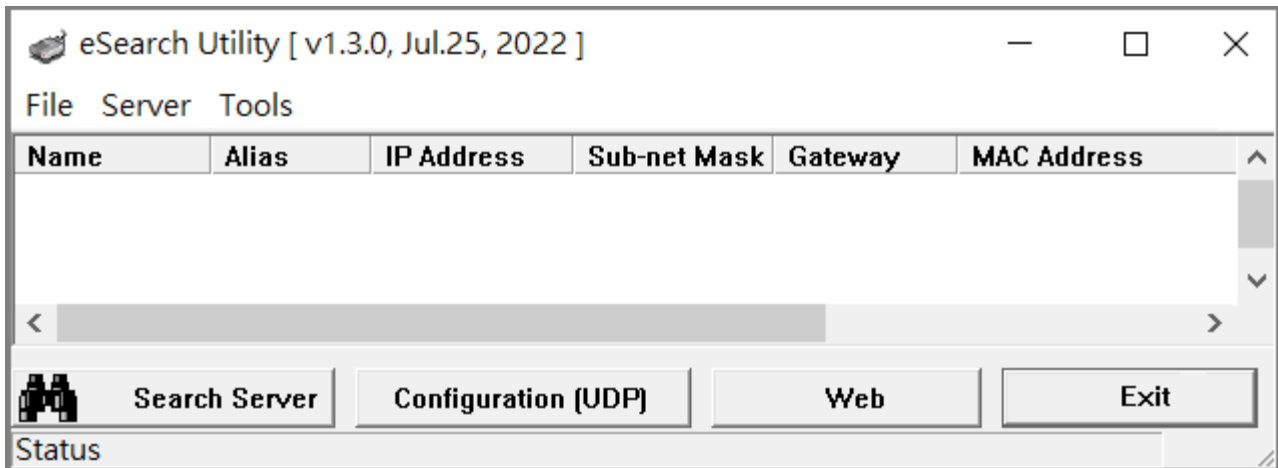 eSearch Utility [ v1.3.0, Jul.25, 2022 ]
File Server Tools
Name Alias IP Address Sub-net Mask Gateway MAC Address
Search Server Configuration (UDP) Web Exit
Status